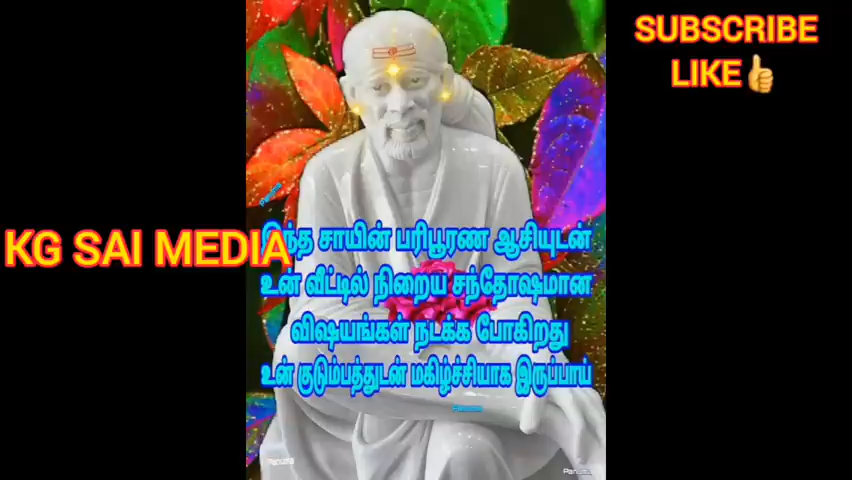 SUBSCRIBE
LIKE👍
KG SAI MEDIA
இந்த சாயின் பரிபூரண ஆசியுடன்
உன் வீட்டில் நிறைய சந்தோஷமான
விஷயங்கள் நடக்க போகிறது
உன் குடும்பத்துடன் மகிழ்ச்சியாக இருப்பாய்